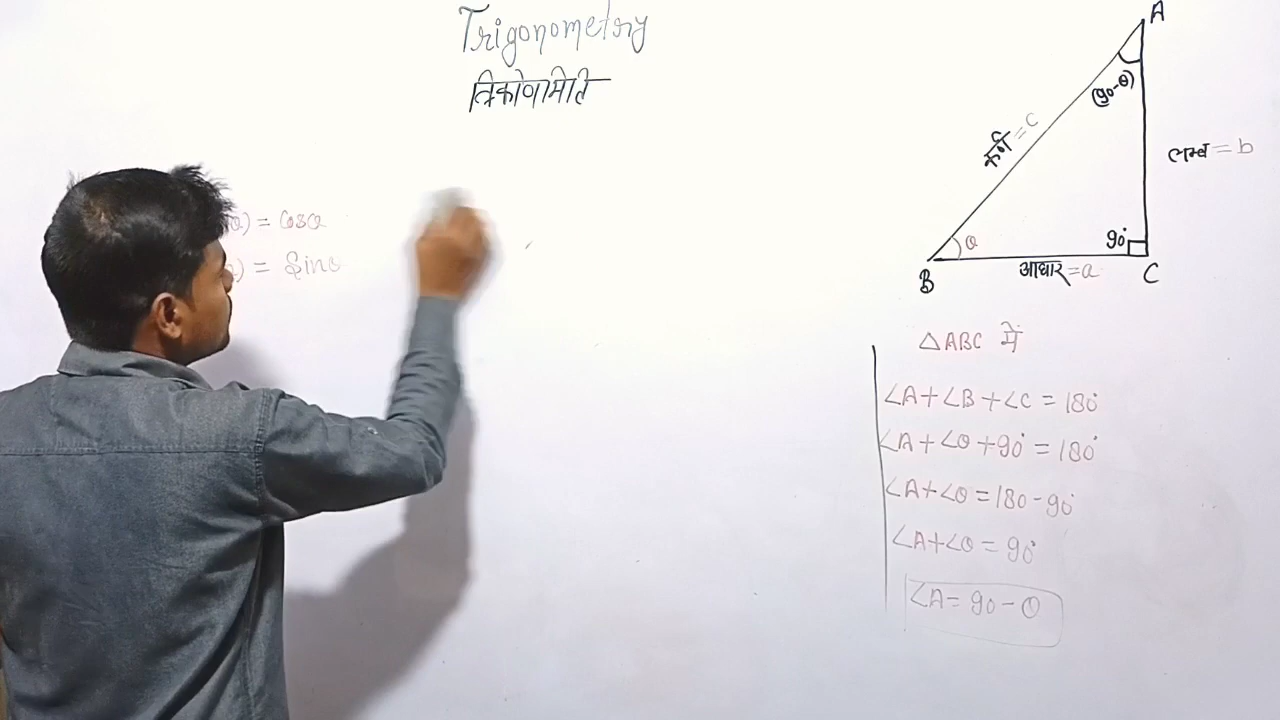 Trigonometry
त्रिकोणमिति
θ) = Cosθ
) = Sinθ
A
(90-θ)
कर्ण = c
लम्ब = b
90°
θ
B
आधार = a
C
△ABC में
∠A+∠B+∠C = 180°
∠A+∠θ+90° = 180°
∠A+∠θ = 180-90°
∠A+∠θ = 90°
∠A = 90-θ